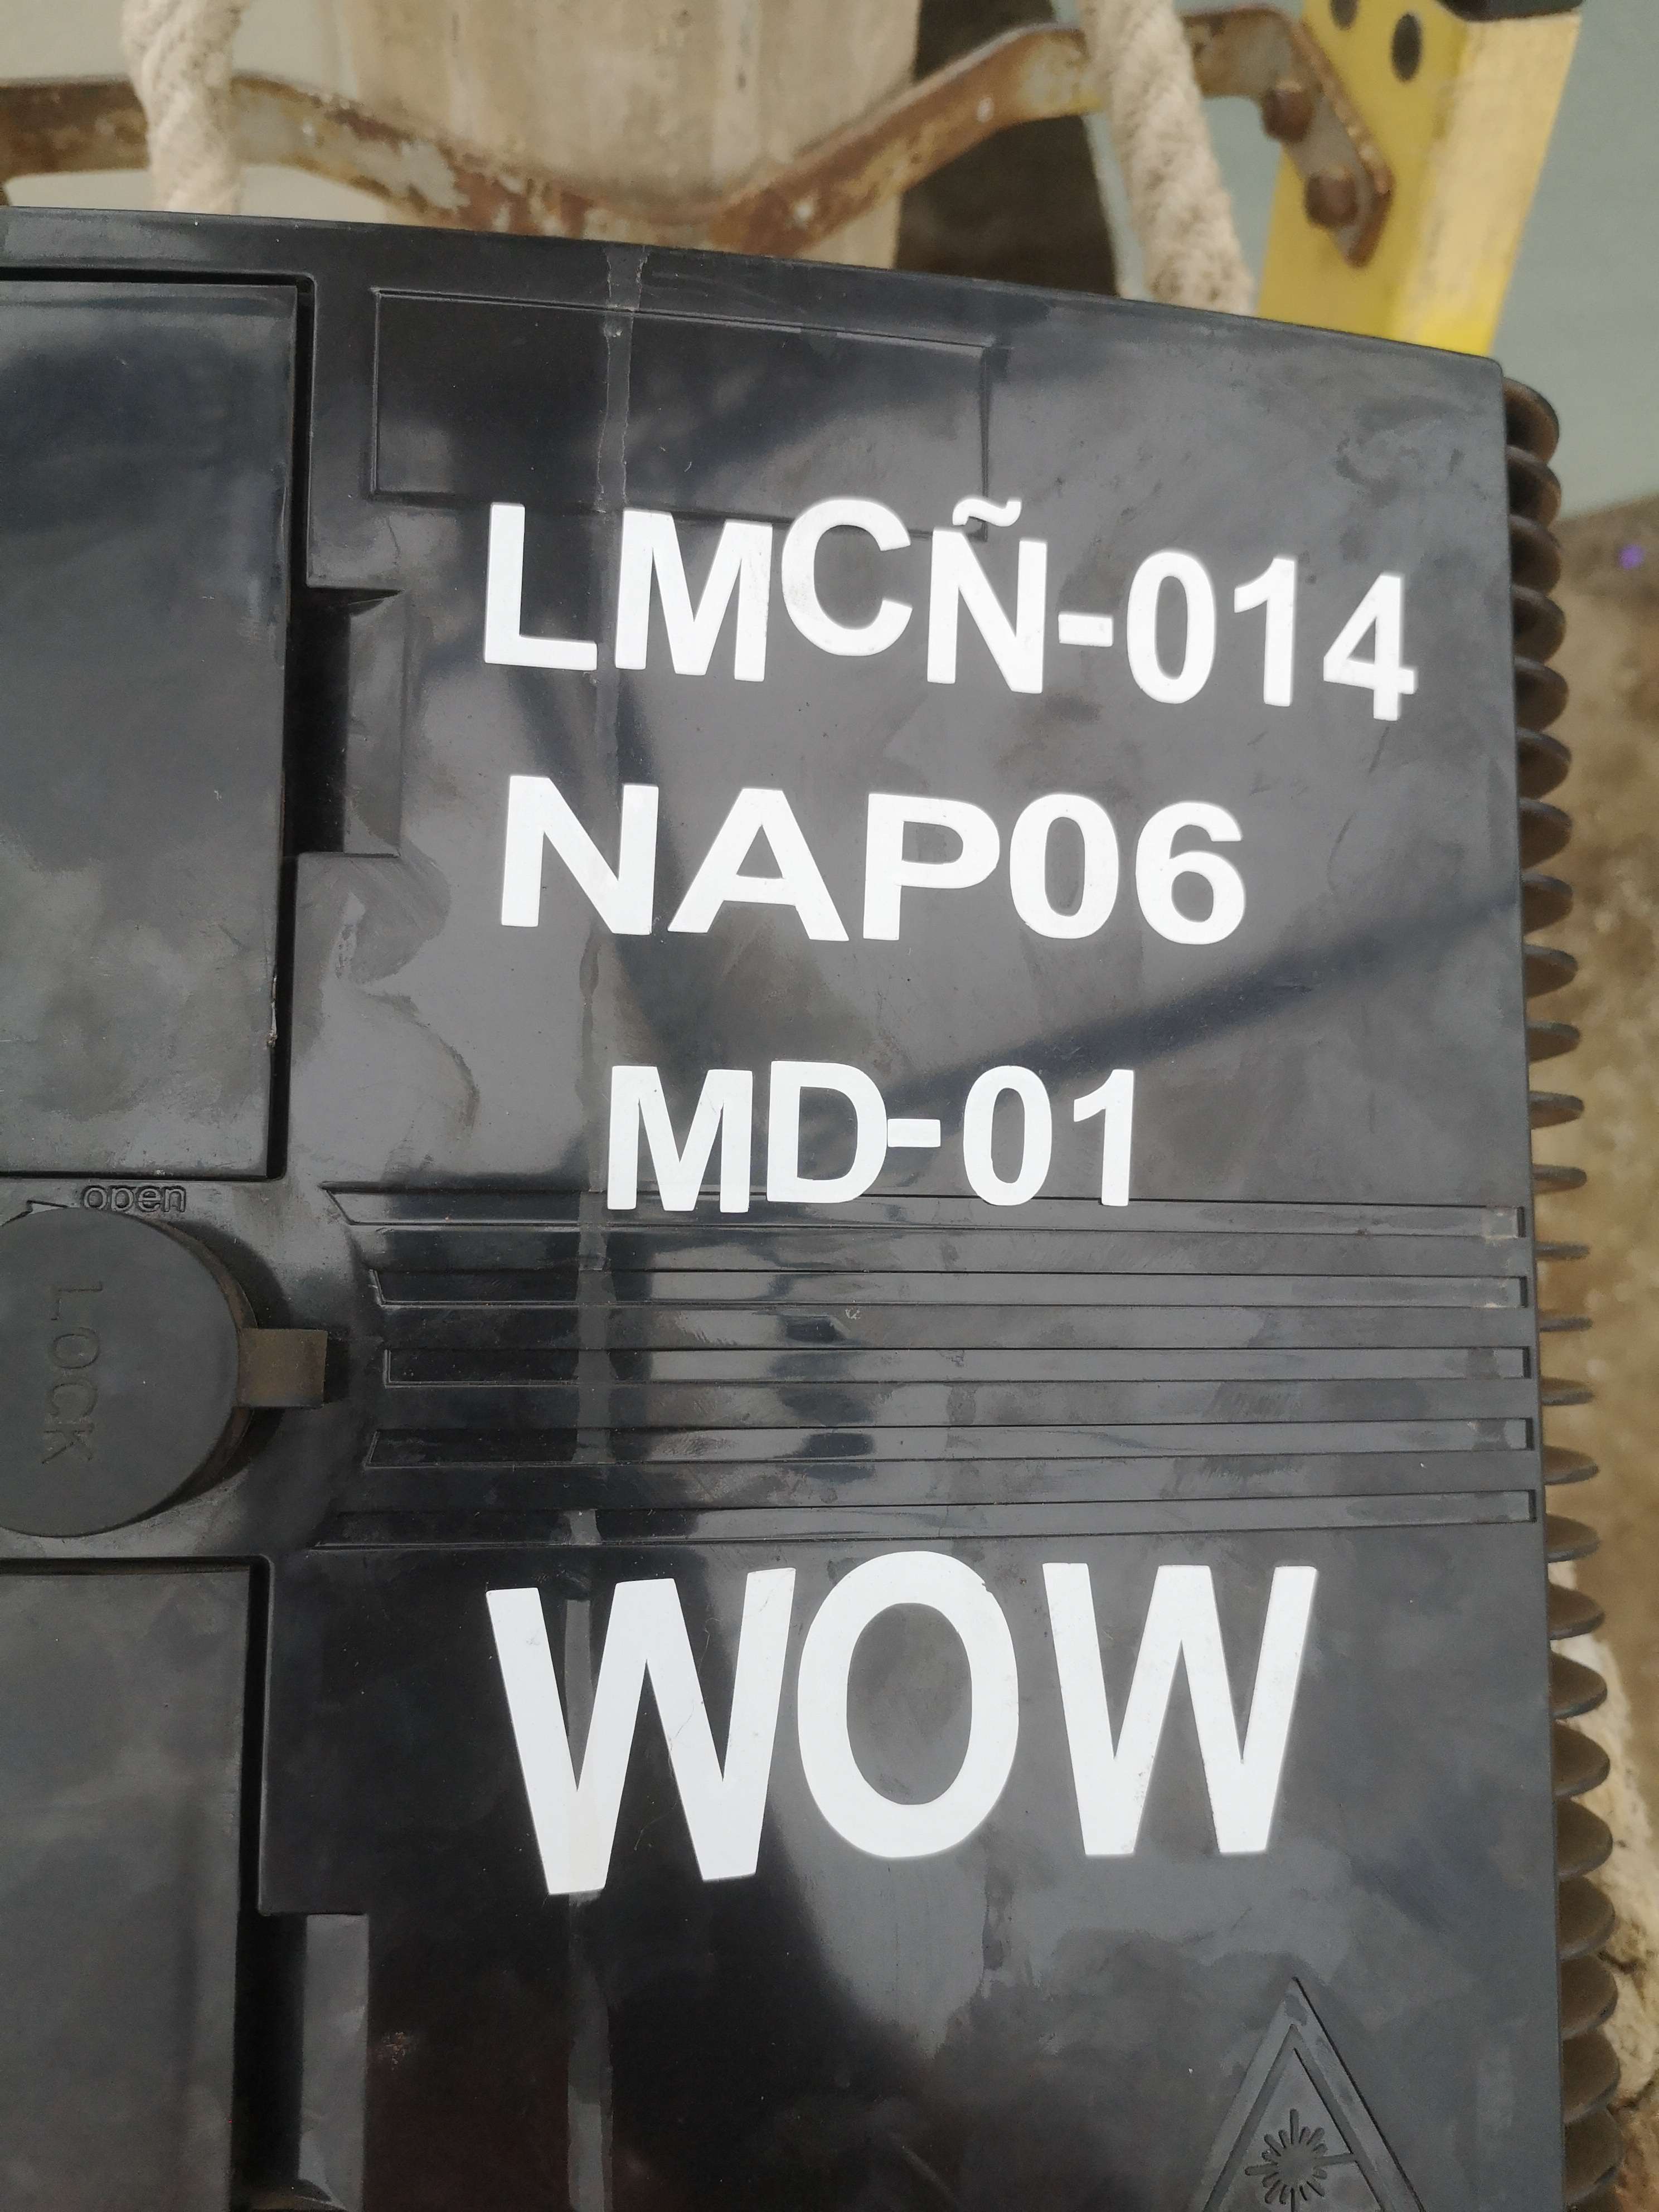 LMCÑ-014
NAP06
MD-01
open
LOCK
WOW